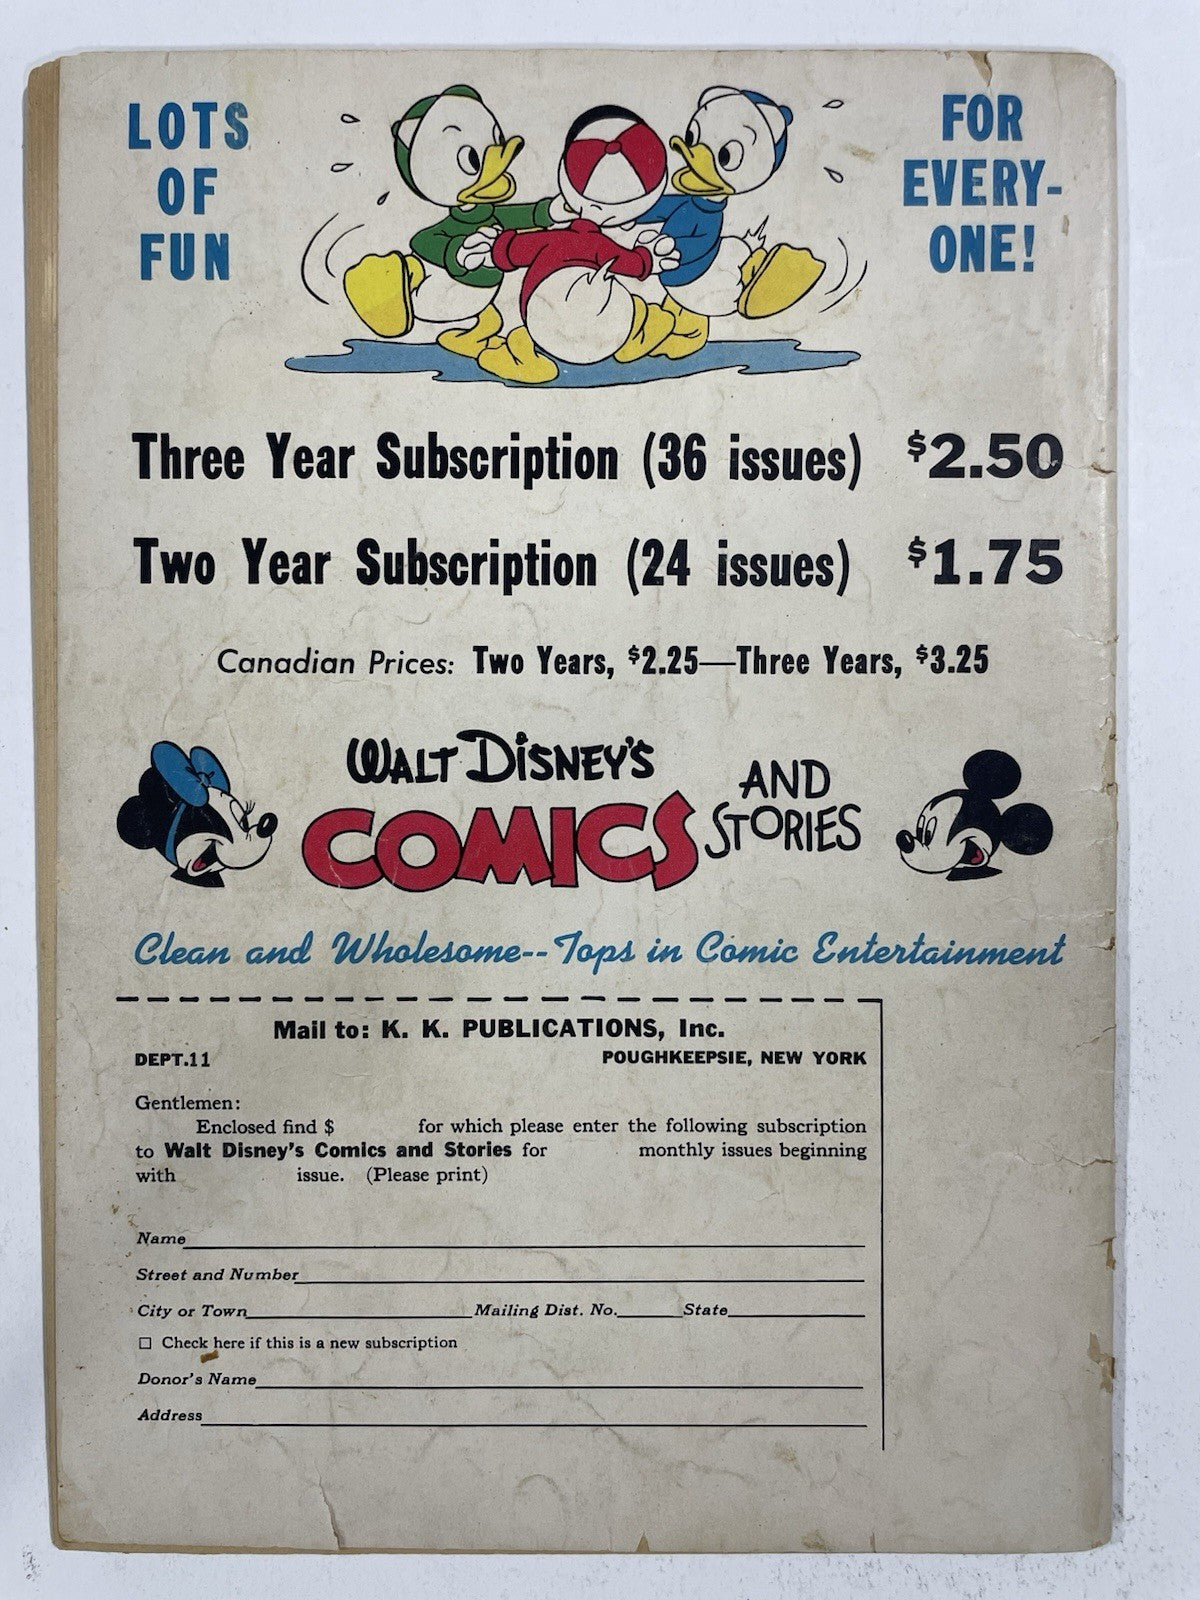 LOTS
OF
FUN
FOR
EVERY-
ONE!
Three Year Subscription (36 issues) $2.50
Two Year Subscription (24 issues) $1.75
Canadian Prices: Two Years, $2.25—Three Years, $3.25
WALT DISNEY'S
COMICS
AND
STORIES
Clean and Wholesome--Tops in Comic Entertainment
Mail to: K. K. PUBLICATIONS, Inc.
DEPT.11 POUGHKEEPSIE, NEW YORK
Gentlemen:
Enclosed find $ for which please enter the following subscription
to Walt Disney's Comics and Stories for monthly issues beginning
with issue. (Please print)
Name
Street and Number
City or Town Mailing Dist. No. State
☐ Check here if this is a new subscription
Donor's Name
Address